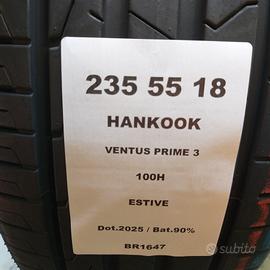 235 55 18
HANKOOK
VENTUS PRIME 3
100H
ESTIVE
Dot.2025 / Bat.90%
BR1647
subito